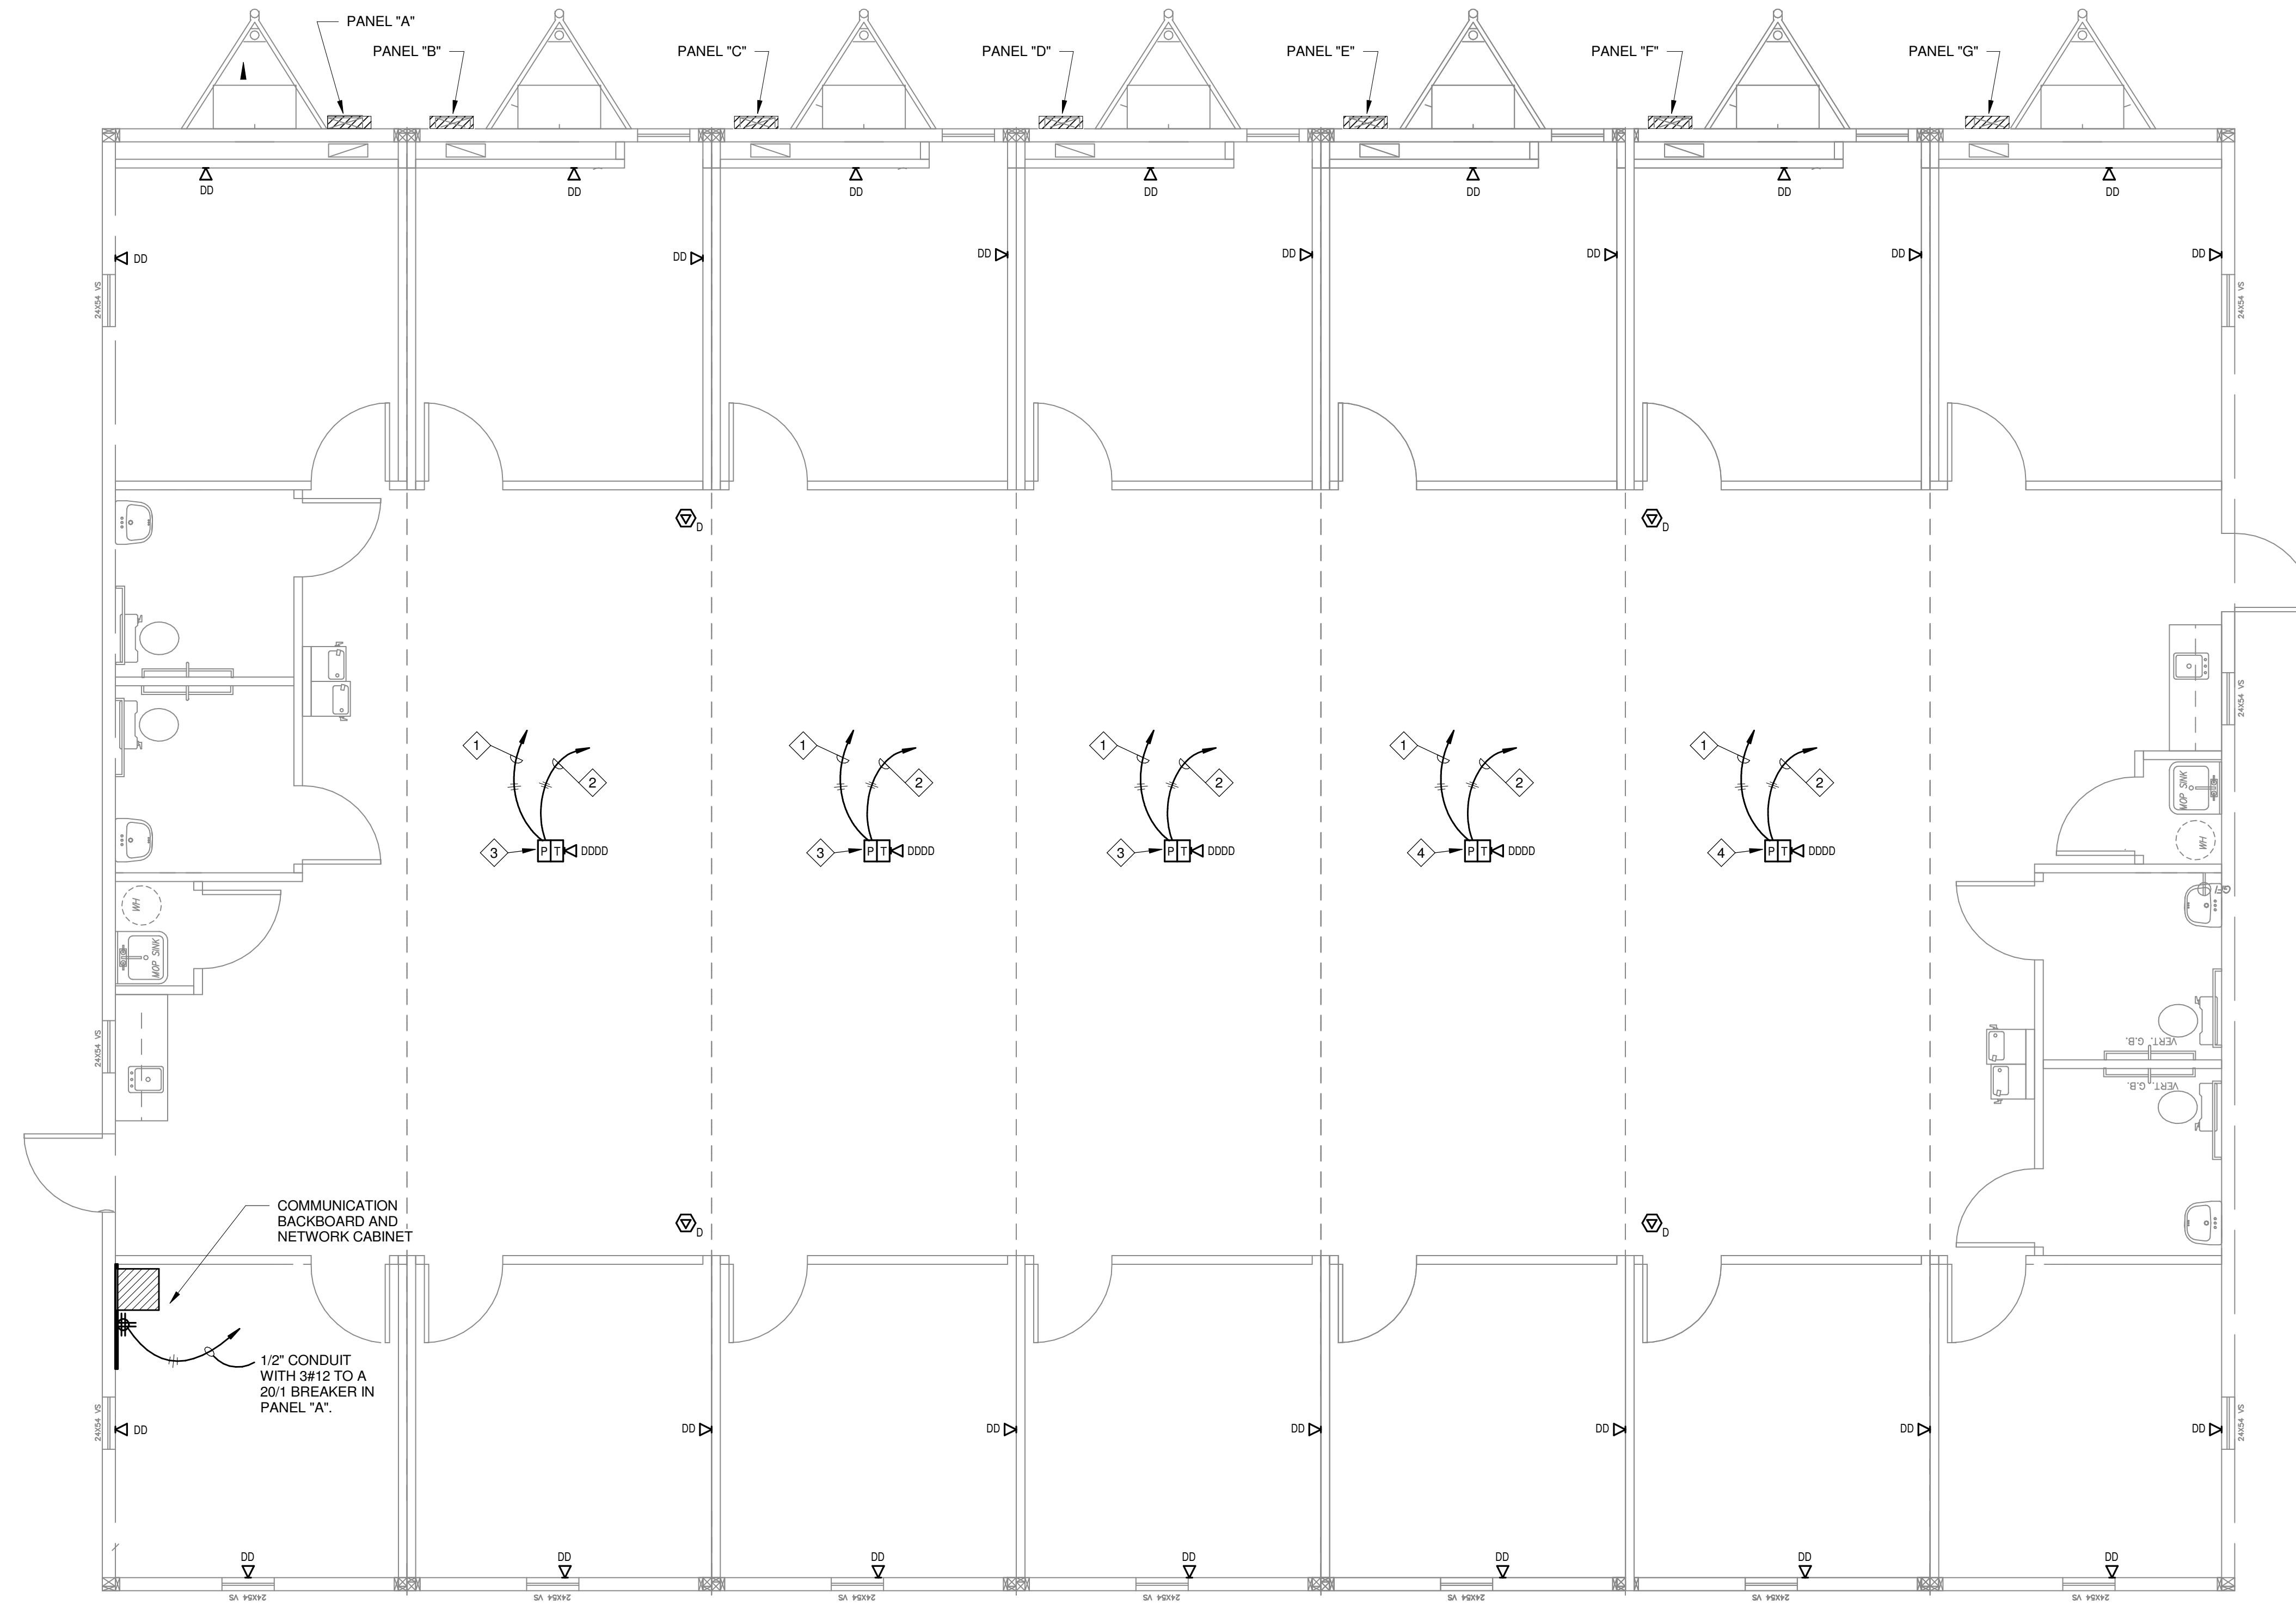 PANEL "A"
PANEL "B"
PANEL "C"
PANEL "D"
PANEL "E"
PANEL "F"
PANEL "G"
DD
DD
DD
DD
DD
DD
DD
DD
DD
DD
DD
DD
DD
DD
24X54 VS
24X54 VS
D
D
24X54 VS
1
2
1
2
1
2
1
2
1
2
MOP SINK
WH
3
P T
DDDD
3
P T
DDDD
3
P T
DDDD
4
P T
DDDD
4
P T
DDDD
GFI
WH
MOP SINK
24X54 VS
VERT. G.B.
VERT. G.B.
COMMUNICATION
BACKBOARD AND
NETWORK CABINET
D
D
1/2" CONDUIT
WITH 3#12 TO A
20/1 BREAKER IN
PANEL "A".
24X54 VS
24X54 VS
DD
DD
DD
DD
DD
DD
DD
DD
DD
DD
DD
DD
DD
DD
24X54 VS
24X54 VS
24X54 VS
24X54 VS
24X54 VS
24X54 VS
24X54 VS